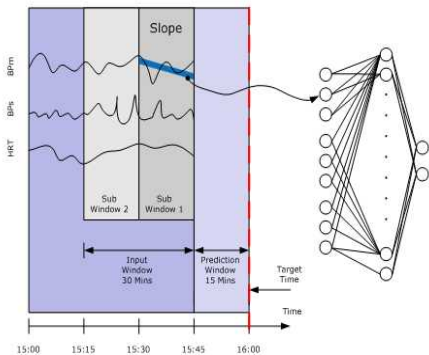 Slope
BPm
BPs
HRT
Sub
Window 2
Sub
Window 1
Input
Window
30 Mins
Prediction
Window
15 Mins
Target
Time
Time
15:00
15:15
15:30
15:45
16:00